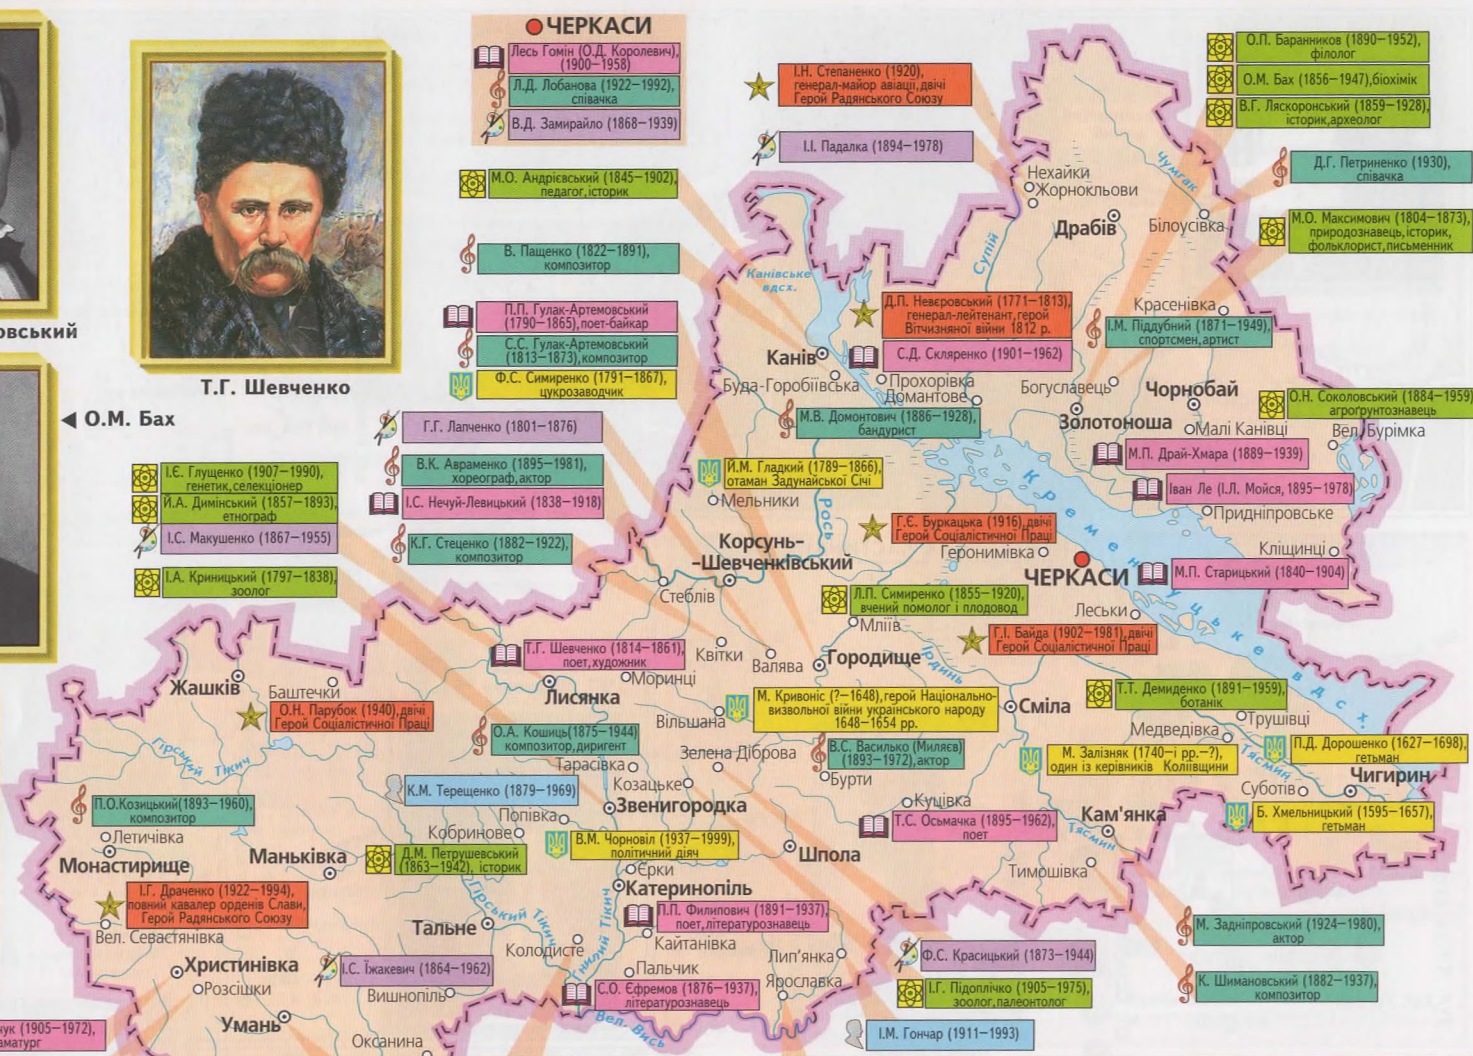 ЧЕРКАСИ
Лесь Гомін (О.Д. Королевич),
(1900−1958)
Л.Д. Лобанова (1922−1992),
співачка
В.Д. Замирайло (1868−1939)
І.Н. Степаненко (1920),
генерал-майор авіації,двічі
Герой Радянського Союзу
І.І. Падалка (1894−1978)
О.П. Баранников (1890−1952),
філолог
О.М. Бах (1856−1947),біохімік
В.Г. Ляскоронський (1859−1928),
історик,археолог
Д.Г. Петриненко (1930),
співачка
М.О. Максимович (1804−1873),
природознавець,історик,
фольклорист,письменник
М.О. Андрієвський (1845−1902),
педагог,історик
В. Пащенко (1822−1891),
композитор
П.П. Гулак-Артемовський
(1790−1865),поет-байкар
С.С. Гулак-Артемовський
(1813−1873),композитор
Ф.С. Симиренко (1791−1867),
цукрозаводчик
овський
Т.Г. Шевченко
О.М. Бах
Г.Г. Лапченко (1801−1876)
В.К. Авраменко (1895−1981),
хореограф,актор
І.С. Нечуй-Левицький (1838−1918)
К.Г. Стеценко (1882−1922),
композитор
І.Є. Глущенко (1907−1990),
генетик,селекціонер
Й.А. Димінський (1857−1893),
етнограф
І.С. Макушенко (1867−1955)
І.А. Криницький (1797−1838),
зоолог
Нехайки
Жорнокльови
Драбів
Чумгак
Білоусівка
Супій
Канівське
вдсх.
Д.П. Невєровський (1771−1813),
генерал-лейтенант,герой
Вітчизняної війни 1812 р.
С.Д. Скляренко (1901−1962)
Красенівка
І.М. Піддубний (1871−1949),
спортсмен,артист
Канів
Буда-Горобіївська
Прохорівка
Домантове
Богуславець
Чорнобай
Золотоноша
О.Н. Соколовський (1884−1959)
агрогрунтознавець
М.В. Домонтович (1886−1928),
бандурист
Малі Канівці
Вел. Бурімка
М.П. Драй-Хмара (1889−1939)
Іван Ле (І.Л. Мойся, 1895−1978)
Придніпровське
Кліщинці
Й.М. Гладкий (1789−1866),
отаман Задунайської Січі
Мельники
Рось
Кременчуцьке вдсх.
Корсунь-
-Шевченківський
Г.Є. Буркацька (1916),двічі
Герой Соціалістичної Праці
Геронимівка
ЧЕРКАСИ
М.П. Старицький (1840−1904)
Стеблів
Л.П. Симиренко (1855−1920),
вчений помолог і плодовод
Мліїв
Леськи
Г.І. Байда (1902−1981),двічі
Герой Соціалістичної Праці
Т.Г. Шевченко (1814−1861),
поет,художник
Квітки
Валява
Городище
Ірдинь
Жашків
Баштечки
О.Н. Парубок (1940),двічі
Герой Соціалістичної Праці
Моринці
Лисянка
М. Кривоніс (?−1648),герой Національно-
визвольної війни українського народу
1648−1654 рр.
Сміла
Т.Т. Демиденко (1891−1959),
ботанік
Трушівці
Медведівка
Вільшана
Гірський Тікич
О.А. Кошиць(1875−1944)
композитор,диригент
Тарасівка
Зелена Діброва
В.С. Василько (Миляєв)
(1893−1972),актор
Бурти
М. Залізняк (1740−і рр.−?),
один із керівників Коліївщини
Тясмин
П.Д. Дорошенко (1627−1698),
гетьман
Чигирин
Суботів
К.М. Терещенко (1879−1969)
Козацьке
Звенигородка
П.О.Козицький(1893−1960),
композитор
Попівка
Кобринове
Куцівка
Т.С. Осьмачка (1895−1962),
поет
Кам'янка
Тясмин
Б. Хмельницький (1595−1657),
гетьман
Летичівка
Монастирище
Маньківка
Д.М. Петрушевський
(1863−1942), історик
В.М. Чорновіл (1937−1999),
політичний діяч
Шпола
Єрки
Катеринопіль
Тимошівка
І.Г. Драченко (1922−1994),
повний кавалер орденів Слави,
Герой Радянського Союзу
Гірський Тікич
Гнилий Тікич
П.П. Филипович (1891−1937),
поет,літературознавець
Вел. Севастянівка
Тальне
Колодисте
Кайтанівка
М. Задніпровський (1924−1980),
актор
Христинівка
І.С. Їжакевич (1864−1962)
Пальчик
Лип'янка
Ф.С. Красицький (1873−1944)
Розсішки
Вишнопіль
С.О. Єфремов (1876−1937),
літературознавець
Ярославка
І.Г. Підоплічко (1905−1975),
зоолог,палеонтолог
К. Шимановський (1882−1937),
композитор
чук (1905−1972),
аматург
Умань
Оксанина
Вел. Вись
І.М. Гончар (1911−1993)